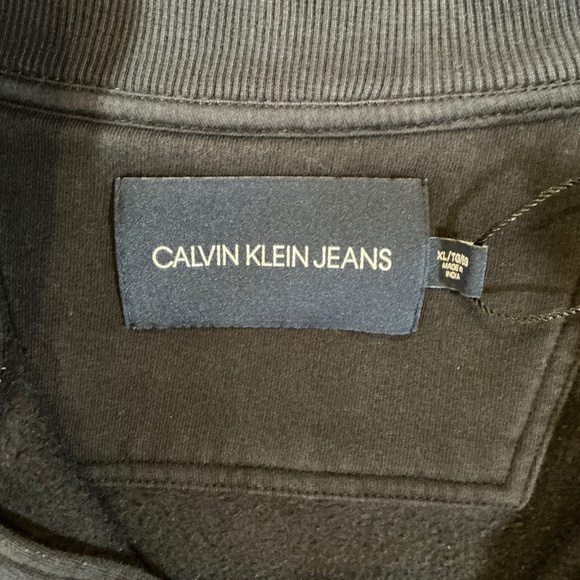 CALVIN KLEIN JEANS
XL/TG/EG
MADE IN
INDIA